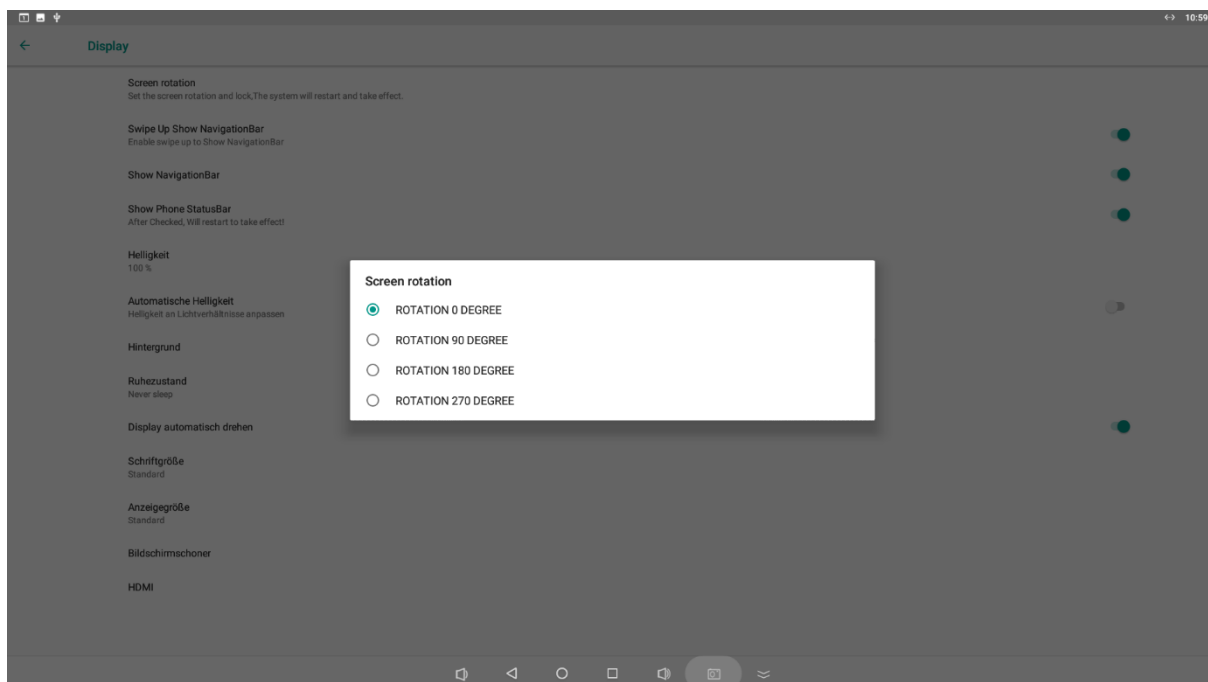 10:59
Display
Screen rotation
Set the screen rotation and lock,The system will restart and take effect.
Swipe Up Show NavigationBar
Enable swipe up to Show NavigationBar
Show NavigationBar
Show Phone StatusBar
After Checked, Will restart to take effect!
Helligkeit
100 %
Automatische Helligkeit
Helligkeit an Lichtverhältnisse anpassen
Hintergrund
Ruhezustand
Never sleep
Display automatisch drehen
Schriftgröße
Standard
Anzeigegröße
Standard
Bildschirmschoner
HDMI
Screen rotation
ROTATION 0 DEGREE
ROTATION 90 DEGREE
ROTATION 180 DEGREE
ROTATION 270 DEGREE